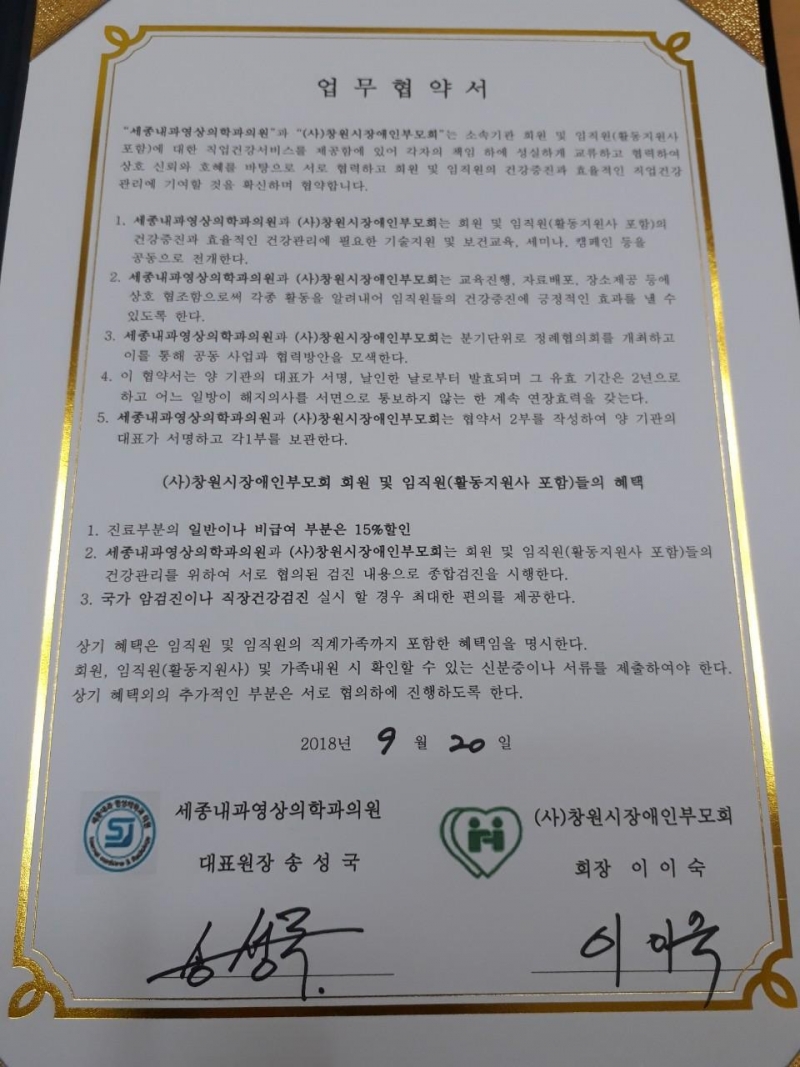 업무협약서
"세종내과영상의학과의원"과 "(사)창원시장애인부모회"는 소속기관 회원 및 임직원(활동지원사
포함)에 대한 직업건강서비스를 제공함에 있어 각자의 책임 하에 성실하게 교류하고 협력하여
상호 신뢰와 호혜를 바탕으로 서로 협력하고 회원 및 임직원의 건강증진과 효율적인 직업건강
관리에 기여할 것을 확신하며 협약합니다.
1. 세종내과영상의학과의원과 (사)창원시장애인부모회는 회원 및 임직원(활동지원사 포함)의
건강증진과 효율적인 건강관리에 필요한 기술지원 및 보건교육, 세미나, 캠페인 등을
공동으로 전개한다.
2. 세종내과영상의학과의원과 (사)창원시장애인부모회는 교육진행, 자료배포, 장소제공 등에
상호 협조함으로써 각종 활동을 알려내어 임직원들의 건강증진에 긍정적인 효과를 낼 수
있도록 한다.
3. 세종내과영상의학과의원과 (사)창원시장애인부모회는 분기단위로 정례협의회를 개최하고
이를 통해 공동 사업과 협력방안을 모색한다.
4. 이 협약서는 양 기관의 대표가 서명, 날인한 날로부터 발효되며 그 유효 기간은 2년으로
하고 어느 일방이 해지의사를 서면으로 통보하지 않는 한 계속 연장효력을 갖는다.
5. 세종내과영상의학과의원과 (사)창원시장애인부모회는 협약서 2부를 작성하여 양 기관의
대표가 서명하고 각1부를 보관한다.
(사)창원시장애인부모회 회원 및 임직원(활동지원사 포함)들의 혜택
1. 진료부분의 일반이나 비급여 부분은 15%할인
2. 세종내과영상의학과의원과 (사)창원시장애인부모회는 회원 및 임직원(활동지원사 포함)들의
건강관리를 위하여 서로 협의된 검진 내용으로 종합검진을 시행한다.
3. 국가 암검진이나 직장건강검진 실시 할 경우 최대한 편의를 제공한다.
상기 혜택은 임직원 및 임직원의 직계가족까지 포함한 혜택임을 명시한다.
회원, 임직원(활동지원사) 및 가족내원 시 확인할 수 있는 신분증이나 서류를 제출하여야 한다.
상기 혜택외의 추가적인 부분은 서로 협의하에 진행하도록 한다.
2018년 9 월 20 일
세종내과영상의학과의원
대표원장 송성국
SJ
(사)창원시장애인부모회
회장 이이숙
송성국.
이이숙